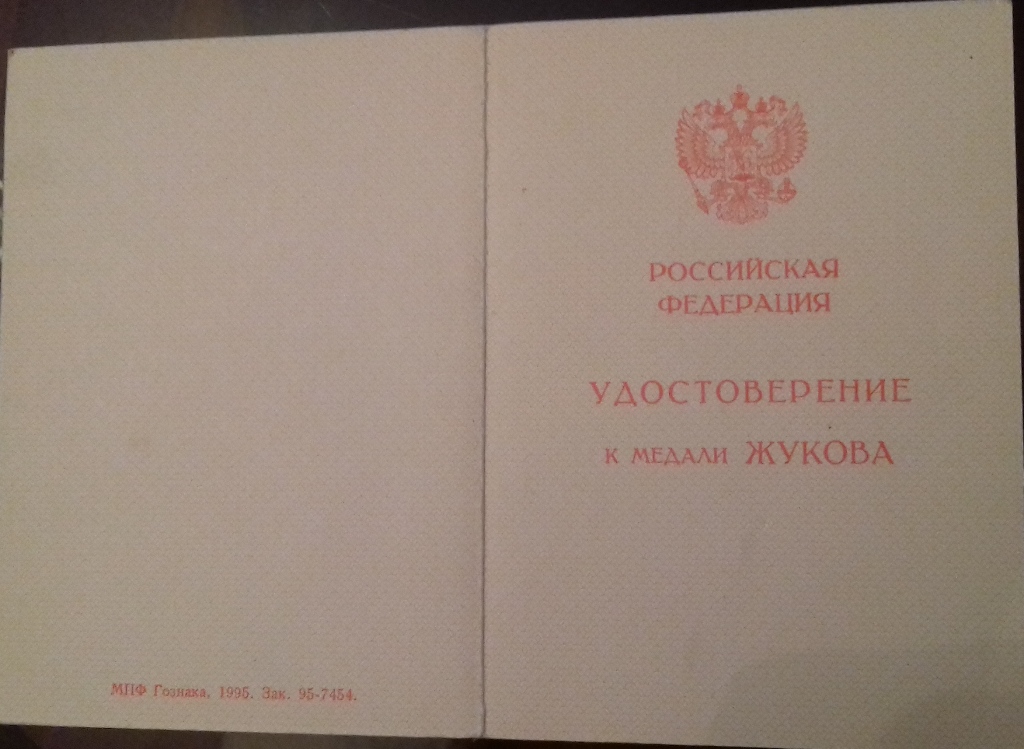 МПФ Гознака, 1995. Зак. 95-7454.
РОССИЙСКАЯ
ФЕДЕРАЦИЯ
УДОСТОВЕРЕНИЕ
К МЕДАЛИ ЖУКОВА